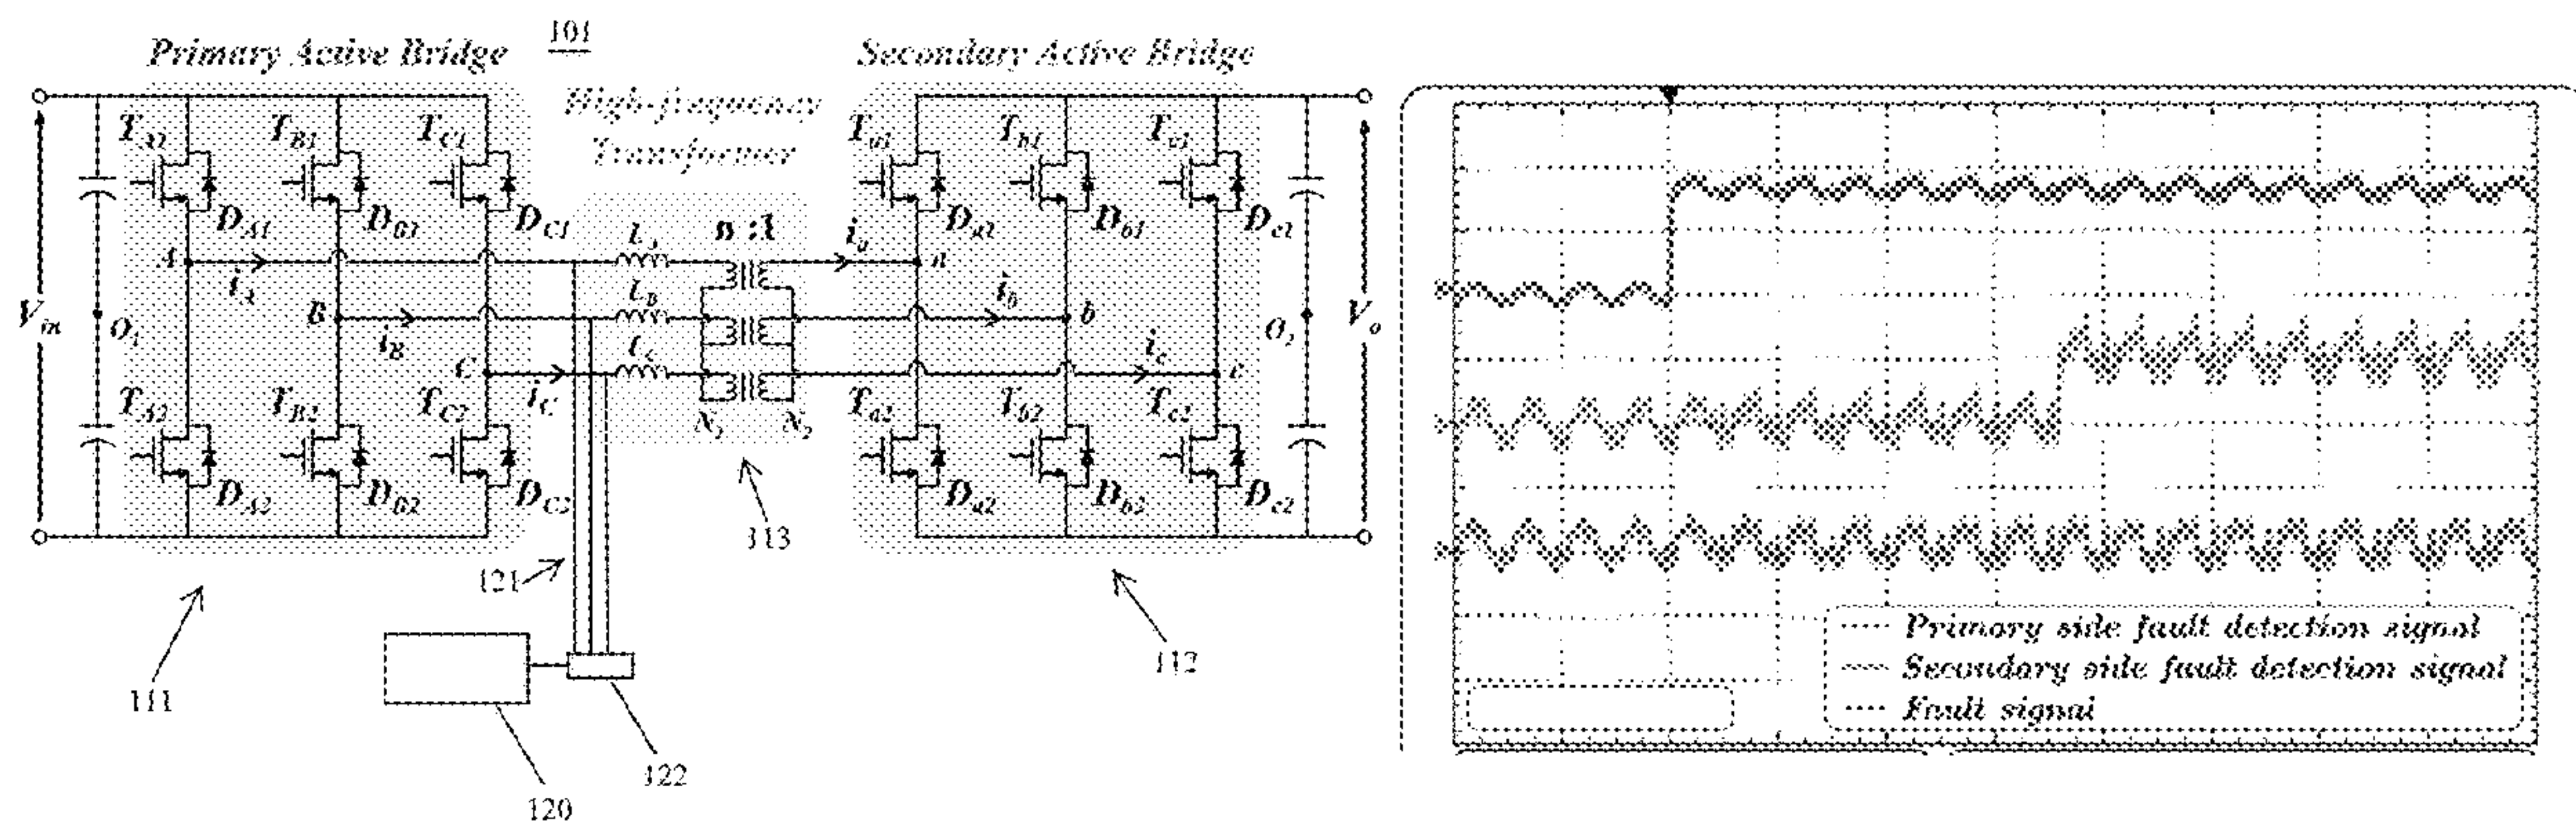 101
Primary Active Bridge
Secondary Active Bridge
High-frequency
Transformer
T_A1 T_B1 T_C1
T_a1 T_b1
D_A1 D_B1 D_C1
D_a1 D_b1 D_c1
n:1
A i_A
i_a a
L_B
B i_B
i_b b
C i_C
i_c c
V_in O_1
O_2 V_o
N_1 N_2
T_A2 T_B2 T_C2
T_a2 T_b2 T_c2
D_A2 D_B2 D_C2
D_a2 D_b2 D_c2
113
121
111
112
122
120
Primary side fault detection signal
Secondary side fault detection signal
Fault signal